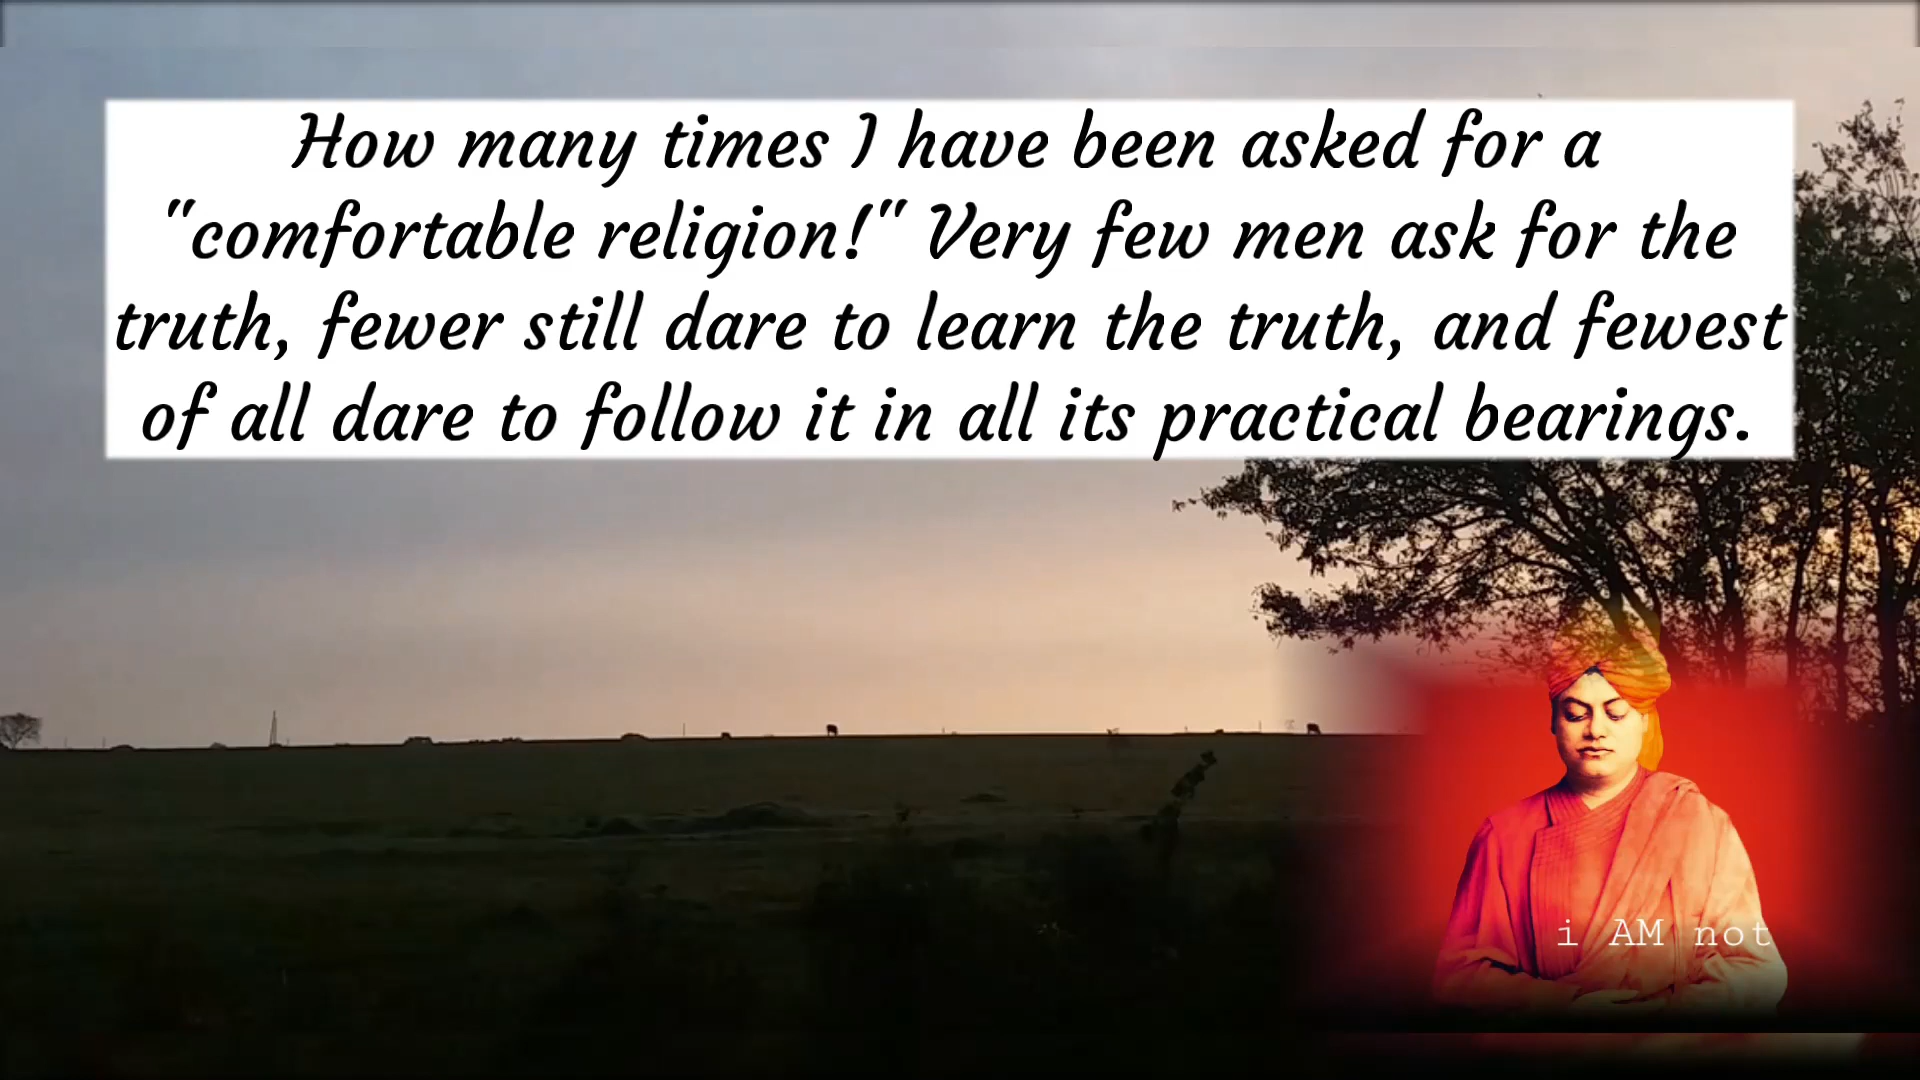 How many times I have been asked for a
"comfortable religion!" Very few men ask for the
truth, fewer still dare to learn the truth, and fewest
of all dare to follow it in all its practical bearings.
i AM not